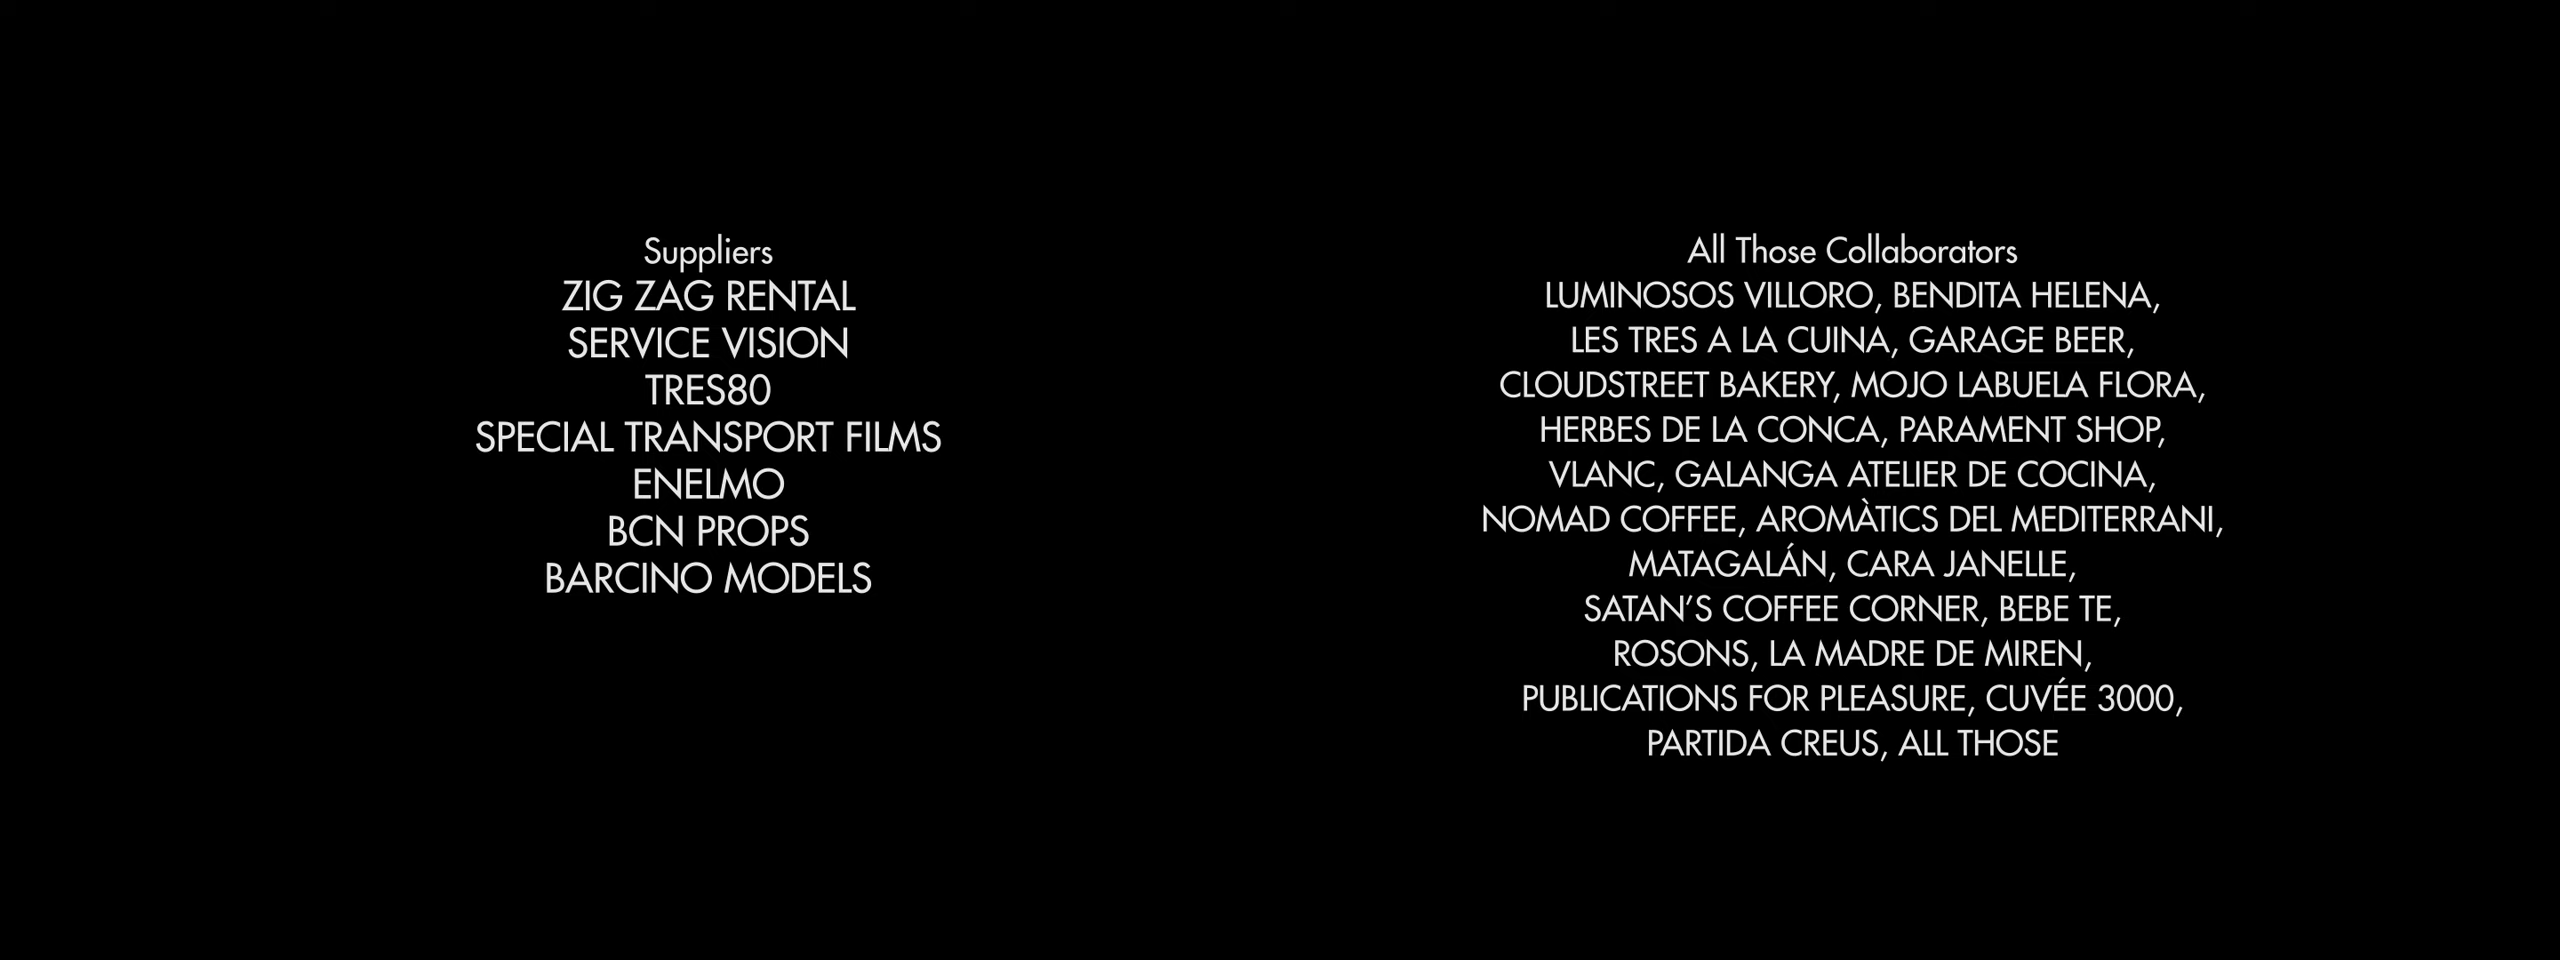 Suppliers
ZIG ZAG RENTAL
SERVICE VISION
TRES80
SPECIAL TRANSPORT FILMS
ENELMO
BCN PROPS
BARCINO MODELS
All Those Collaborators
LUMINOSOS VILLORO, BENDITA HELENA,
LES TRES A LA CUINA, GARAGE BEER,
CLOUDSTREET BAKERY, MOJO LABUELA FLORA,
HERBES DE LA CONCA, PARAMENT SHOP,
VLANC, GALANGA ATELIER DE COCINA,
NOMAD COFFEE, AROMÀTICS DEL MEDITERRANI,
MATAGALÁN, CARA JANELLE,
SATAN’S COFFEE CORNER, BEBE TE,
ROSONS, LA MADRE DE MIREN,
PUBLICATIONS FOR PLEASURE, CUVÉE 3000,
PARTIDA CREUS, ALL THOSE